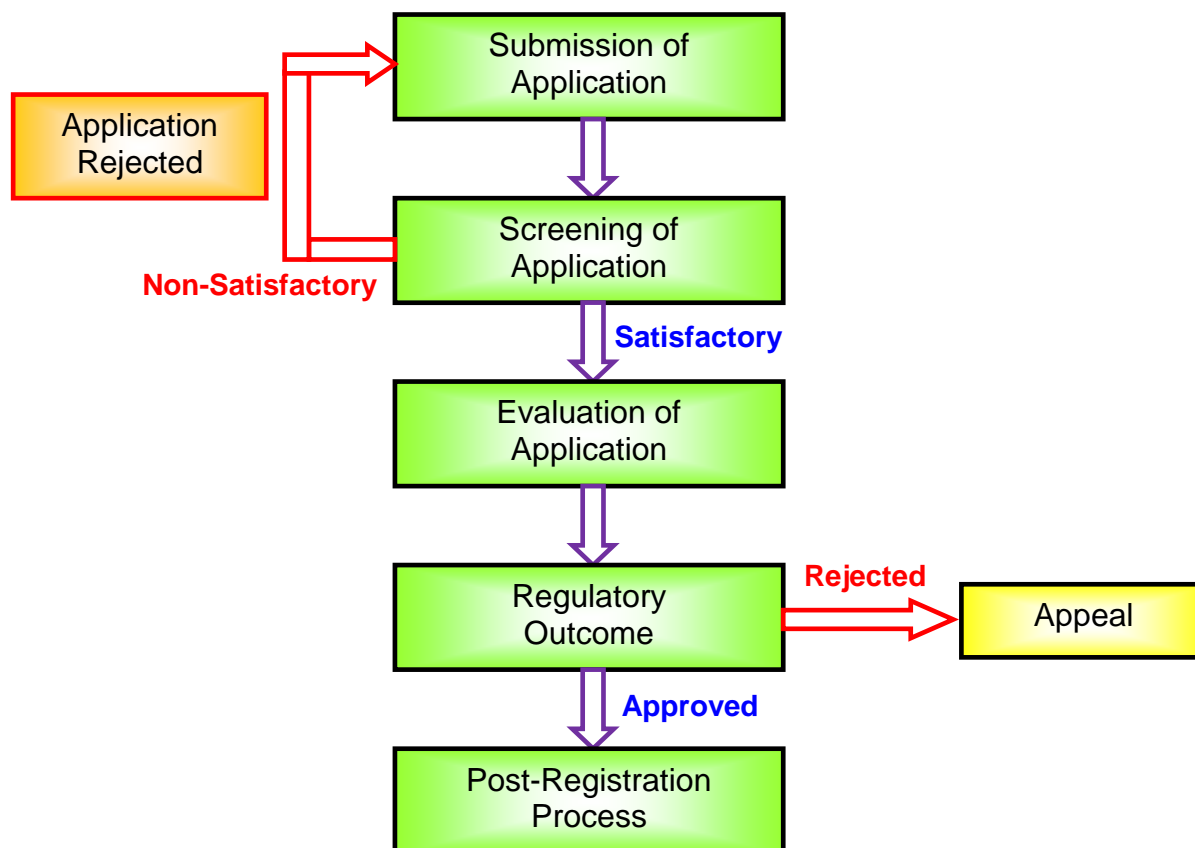 Submission of
Application
Application
Rejected
Screening of
Application
Non-Satisfactory
Satisfactory
Evaluation of
Application
Regulatory
Outcome
Rejected
Appeal
Approved
Post-Registration
Process